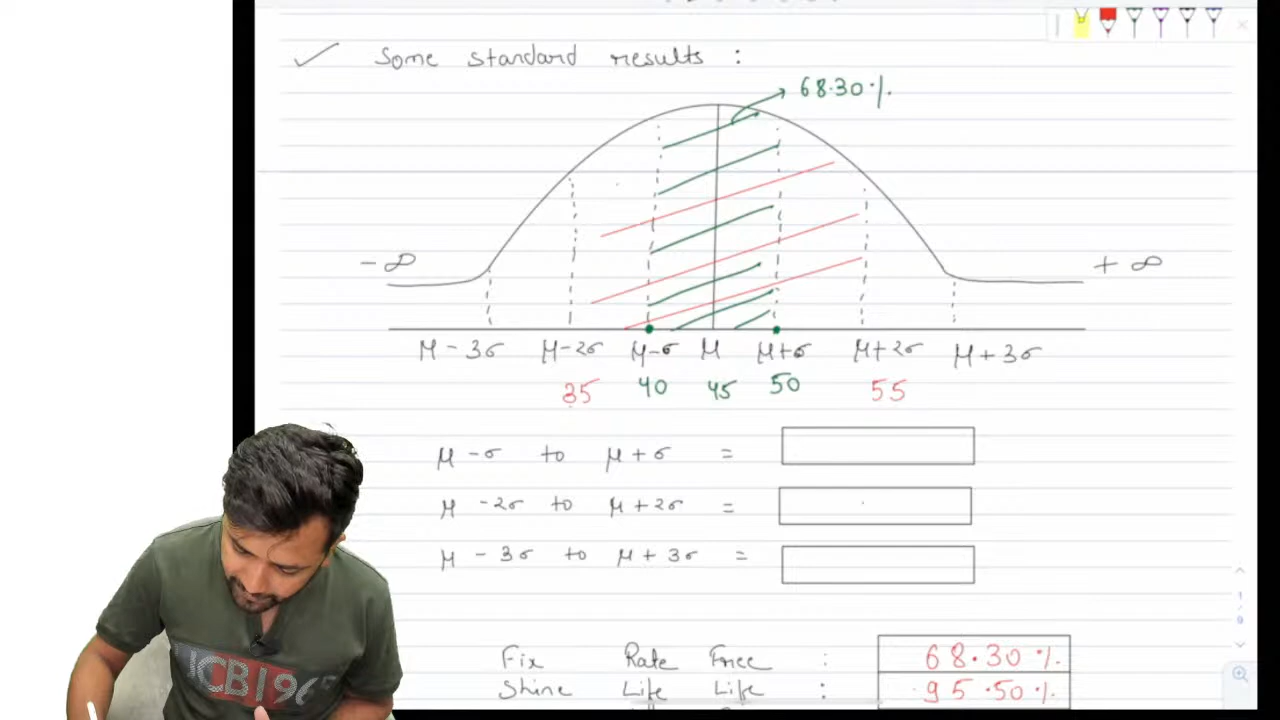 ✓ Some standard results :
68.30 %
- ∞
+ ∞
μ - 3σ μ-2σ μ-σ μ μ+σ μ+2σ μ+3σ
35 40 45 50 55
μ -σ to μ+σ =
μ -2σ to μ+2σ =
μ - 3σ to μ+3σ =
Fix Rate Free : 68.30 %
Shine Life Life : 95.50 %